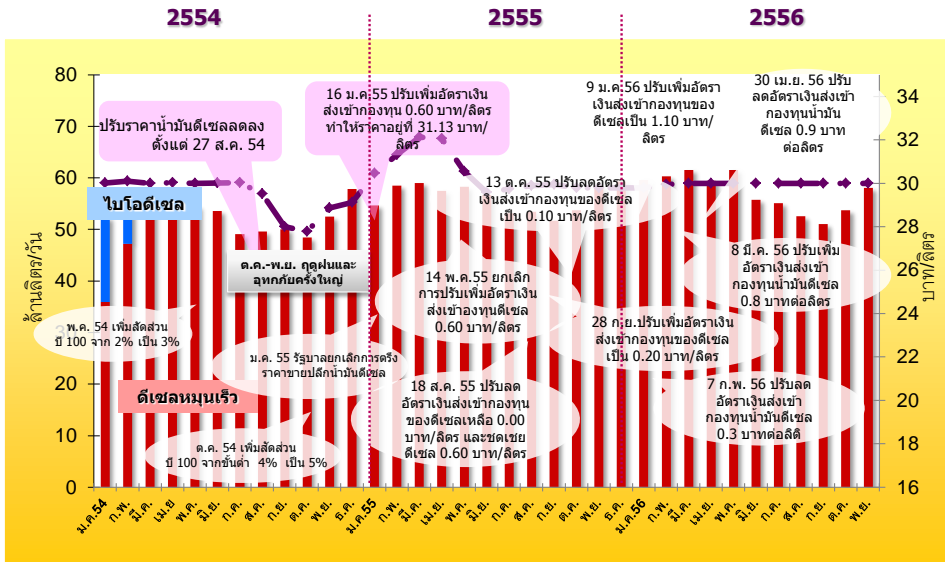 2554
2555
2556
80
70
60
50
40
20
10
0
ล้านลิตร/วัน
34
32
30
28
26
24
22
20
18
16
บาท/ลิตร
ปรับราคาน้ำมันดีเซลลดลง
ตั้งแต่ 27 ส.ค. 54
16 ม.ค.55 ปรับเพิ่มอัตราเงิน
ส่งเข้ากองทุน 0.60 บาท/ลิตร
ทำให้ราคาอยู่ที่ 31.13 บาท/
ลิตร
9 ม.ค.56 ปรับเพิ่มอัตรา
เงินส่งเข้ากองทุนของ
ดีเซลเป็น 1.10 บาท/
ลิตร
30 เม.ย. 56 ปรับ
ลดอัตราเงินส่งเข้า
กองทุนน้ำมัน
ดีเซล 0.9 บาท
ต่อลิตร
ไบโอดีเซล
13 ต.ค. 55 ปรับลดอัตรา
เงินส่งเข้ากองทุนของดีเซล
เป็น 0.10 บาท/ลิตร
ต.ค.-พ.ย. ฤดูฝนและ
อุทกภัยครั้งใหญ่
14 พ.ค.55 ยกเลิก
การปรับเพิ่มอัตราเงิน
ส่งเข้าองทุนดีเซล
0.60 บาท/ลิตร
8 มี.ค. 56 ปรับเพิ่ม
อัตราเงินส่งเข้า
กองทุนน้ำมันดีเซล
0.8 บาทต่อลิตร
พ.ค. 54 เพิ่มสัดส่วน
ปี 100 จาก 2% เป็น 3%
ม.ค. 55 รัฐบาลยกเลิกการตรึง
ราคาขายปลีกน้ำมันดีเซล
28 ก.ย.ปรับเพิ่มอัตราเงิน
ส่งเข้ากองทุนของดีเซล
เป็น 0.20 บาท/ลิตร
ดีเซลหมุนเร็ว
18 ส.ค. 55 ปรับลด
อัตราเงินส่งเข้ากองทุน
ของดีเซลเหลือ 0.00
บาท/ลิตร และชดเชย
ดีเซล 0.60 บาท/ลิตร
7 ก.พ. 56 ปรับลด
อัตราเงินส่งเข้า
กองทุนน้ำมันดีเซล
0.3 บาทต่อลิติ
ต.ค. 54 เพิ่มสัดส่วน
ปี 100 จากขั้นต่ำ 4% เป็น 5%
ม.ค.54 ก.พ. มี.ค. เม.ย พ.ค. มิ.ย. ก.ค. ส.ค. ก.ย. ต.ค. พ.ย. ธ.ค. ม.ค.55 ก.พ. มี.ค. เม.ย. พ.ค. มิ.ย. ก.ค. ส.ค. ก.ย. ต.ค. พ.ย. ธ.ค. ม.ค.56 ก.พ. มี.ค. เม.ย. พ.ค. มิ.ย. ก.ค. ส.ค. ก.ย. ต.ค. พ.ย.